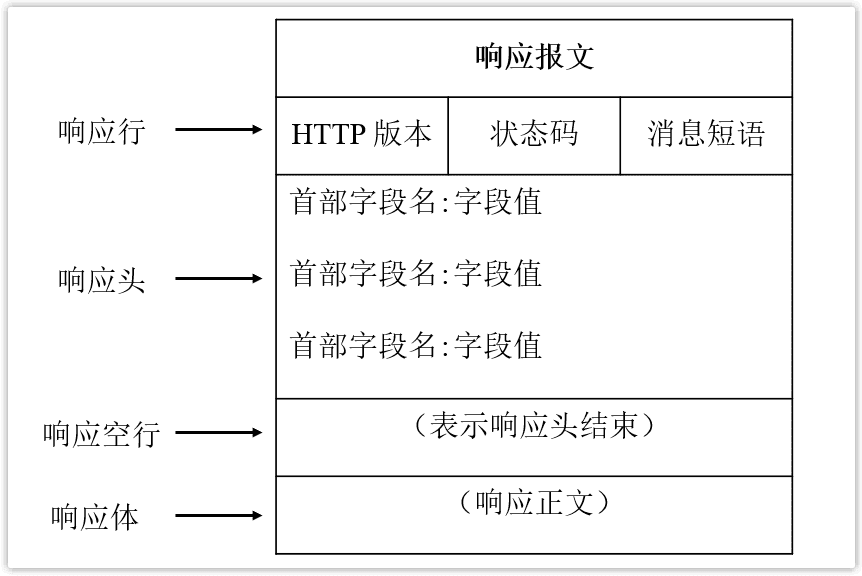 响应报文
响应行
HTTP 版本
状态码
消息短语
首部字段名:字段值
响应头
首部字段名:字段值
首部字段名:字段值
响应空行
（表示响应头结束）
响应体
（响应正文）